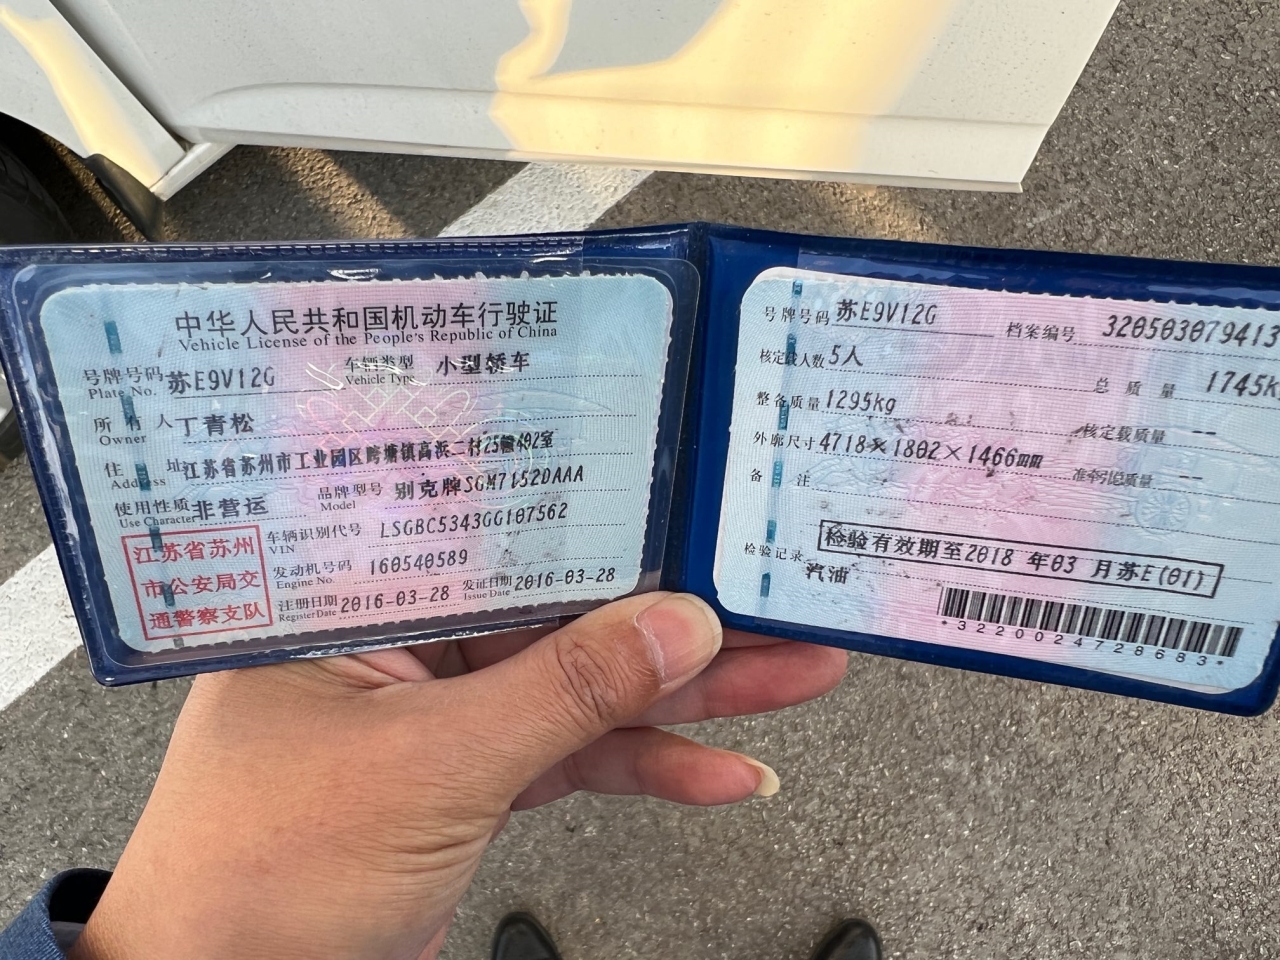 中华人民共和国机动车行驶证
Vehicle License of the People's Republic of China
号牌号码 苏E9V12G 车辆类型 小型轿车
Plate No. Vehicle Type
所有人 丁青松
Owner
住址 江苏省苏州市工业园区跨塘镇高浜二村25幢402室
Address
使用性质 非营运 品牌型号 别克牌SGM7152DAAA
Use Character Model
江苏省苏州
市公安局交
通警察支队
车辆识别代号 LSGBC5343GG107562
VIN
发动机号码 160540589
Engine No.
注册日期 2016-03-28 发证日期 2016-03-28
Register Date Issue Date
号牌号码 苏E9V12G 档案编号 320503079413
核定载人数 5人 总质量 1745k
整备质量 1295kg 核定载质量 --
外廓尺寸 4718×1802×1466mm 准牵引总质量 --
备注
检验有效期至2018年03月苏E(01)
检验记录
汽油
*3220024728683*